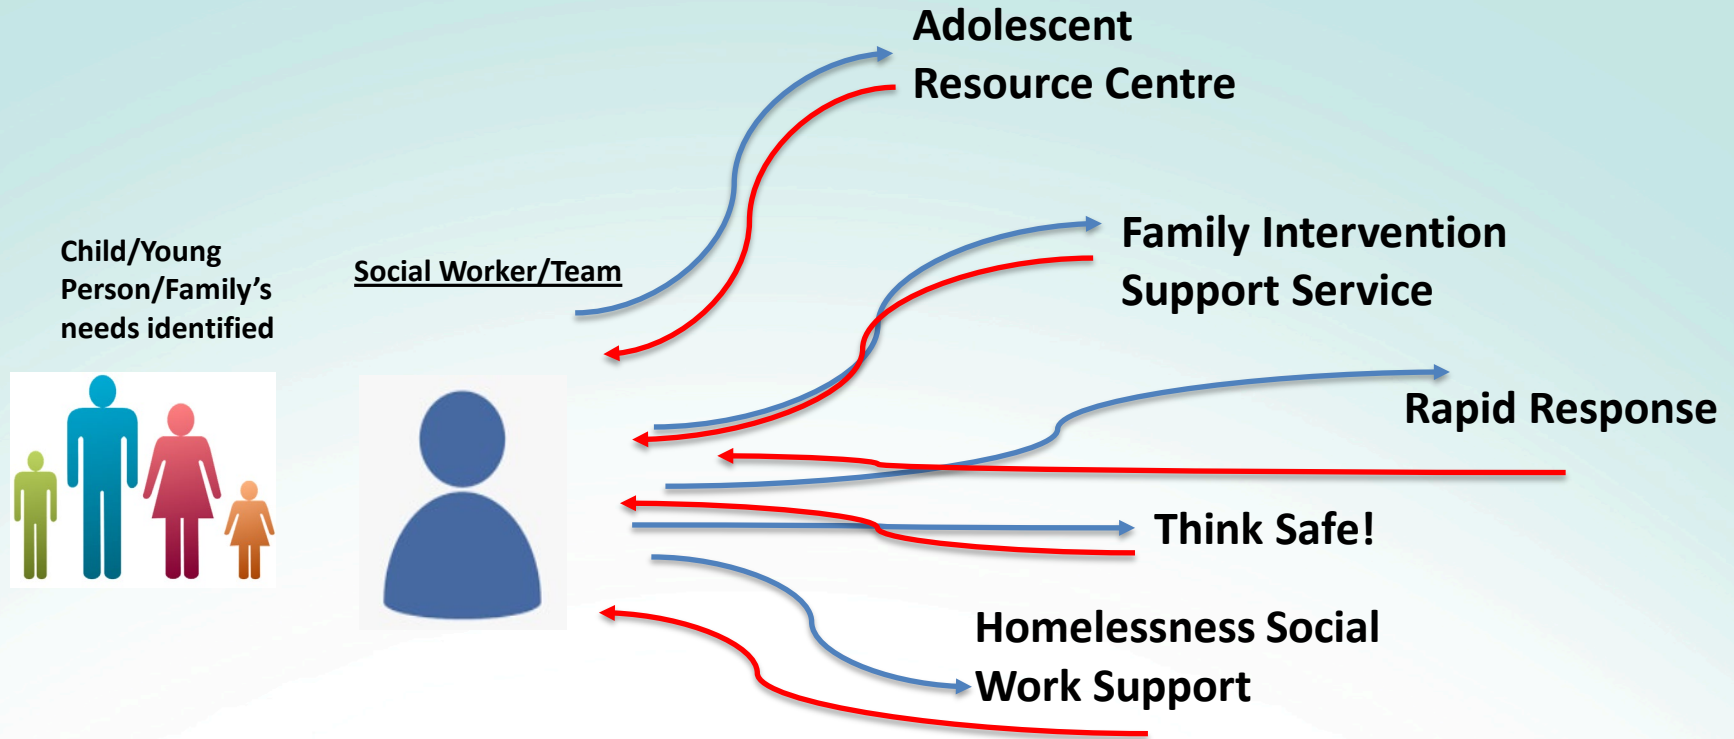 Child/Young
Person/Family’s
needs identified
Social Worker/Team
Adolescent
Resource Centre
Family Intervention
Support Service
Rapid Response
Think Safe!
Homelessness Social
Work Support